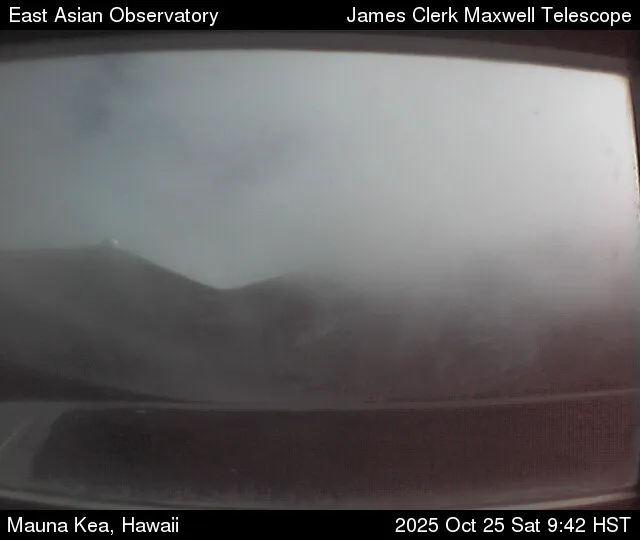 East Asian Observatory
James Clerk Maxwell Telescope
Mauna Kea, Hawaii
2025 Oct 25 Sat 9:42 HST